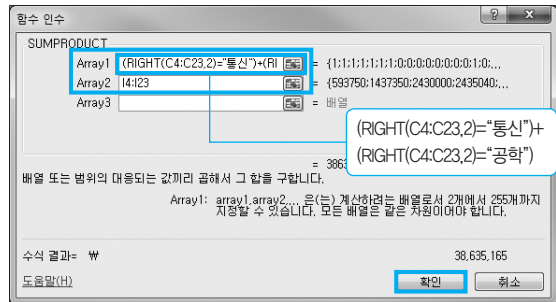 함수 인수
SUMPRODUCT
Array1 (RIGHT(C4:C23,2)="통신")+(RI = {1;1;1;1;1;1;0;0;0;0;0;0;1;0;...
Array2 I4:I23 = {593750;1437350;2430000;2435040;...
Array3 = 배열
(RIGHT(C4:C23,2)="통신")+
(RIGHT(C4:C23,2)="공학")
= 3863
배열 또는 범위의 대응되는 값끼리 곱해서 그 합을 구합니다.
Array1: array1,array2,... 은(는) 계산하려는 배열로서 2개에서 255개까지
지정할 수 있습니다. 모든 배열은 같은 차원이어야 합니다.
수식 결과= ₩ 38,635,165
도움말(H) 확인 취소